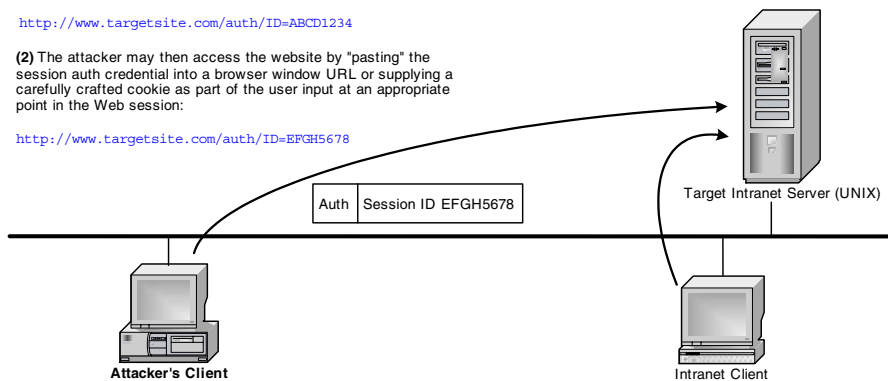 http://www.targetsite.com/auth/ID=ABCD1234
(2) The attacker may then access the website by "pasting" the
session auth credential into a browser window URL or supplying a
carefully crafted cookie as part of the user input at an appropriate
point in the Web session:
http://www.targetsite.com/auth/ID=EFGH5678
Target Intranet Server (UNIX)
Auth Session ID EFGH5678
Attacker's Client
Intranet Client